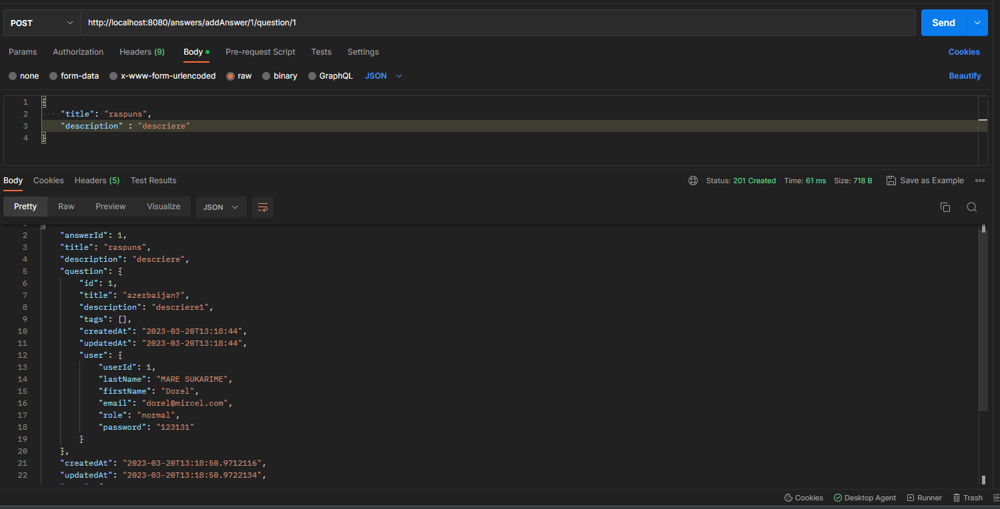 POST http://localhost:8080/answers/addAnswer/1/question/1 Send
Params Authorization Headers (9) Body Pre-request Script Tests Settings Cookies
none form-data x-www-form-urlencoded raw binary GraphQL JSON Beautify
1 {
2 "title": "raspuns",
3 "description" : "descriere"
4 }
Body Cookies Headers (5) Test Results Status: 201 Created Time: 61 ms Size: 718 B Save as Example
Pretty Raw Preview Visualize JSON
2 "answerId": 1,
3 "title": "raspuns",
4 "description": "descriere",
5 "question": {
6 "id": 1,
7 "title": "azerbaijan?",
8 "description": "descriere1",
9 "tags": [],
10 "createdAt": "2023-03-20T13:18:44",
11 "updatedAt": "2023-03-20T13:18:44",
12 "user": {
13 "userId": 1,
14 "lastName": "MARE SUKARIME",
15 "firstName": "Dorel",
16 "email": "dorel@mircel.com",
17 "role": "normal",
18 "password": "123131"
19 }
20 },
21 "createdAt": "2023-03-20T13:18:50.9712116",
22 "updatedAt": "2023-03-20T13:18:50.9722134",
Cookies Desktop Agent Runner Trash